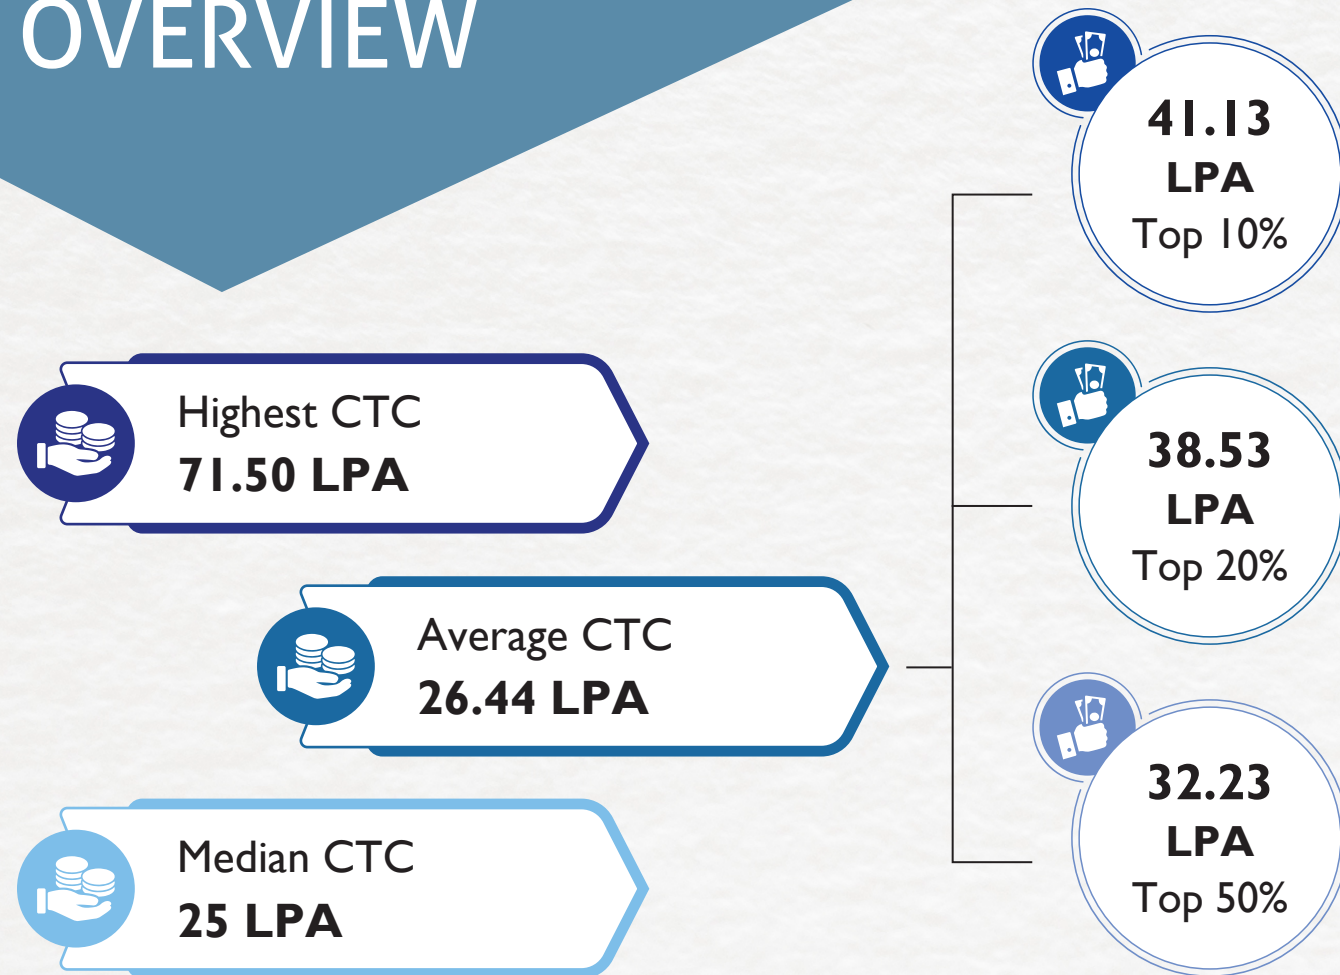 OVERVIEW
Highest CTC
71.50 LPA
Average CTC
26.44 LPA
Median CTC
25 LPA
41.13
LPA
Top 10%
38.53
LPA
Top 20%
32.23
LPA
Top 50%